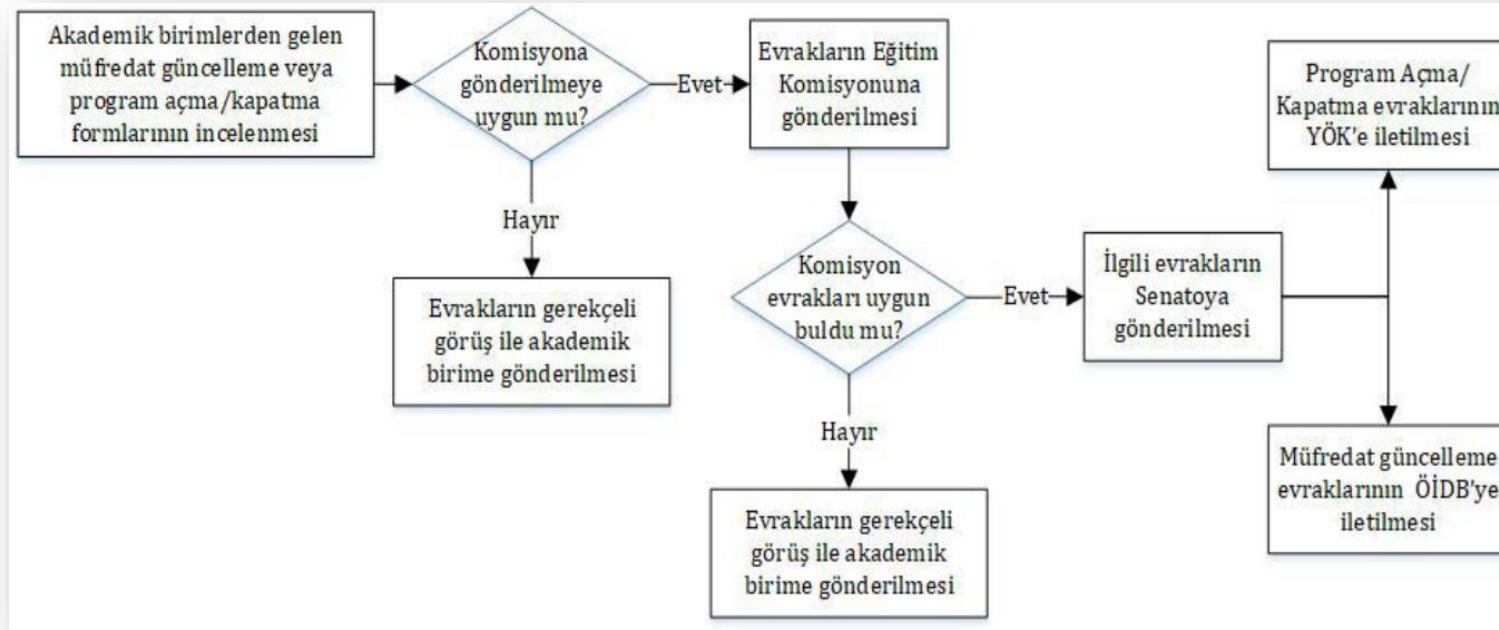 Akademik birimlerden gelen
müfredat güncelleme veya
program açma/kapatma
formlarının incelenmesi
Komisyona
gönderilmeye
uygun mu?
Evet
Evrakların Eğitim
Komisyonuna
gönderilmesi
Hayır
Evrakların gerekçeli
görüş ile akademik
birime gönderilmesi
Komisyon
evrakları uygun
buldu mu?
Evet
İlgili evrakların
Senatoya
gönderilmesi
Program Açma/
Kapatma evraklarının
YÖK'e iletilmesi
Hayır
Evrakların gerekçeli
görüş ile akademik
birime gönderilmesi
Müfredat güncelleme
evraklarının ÖİDB'ye
iletilmesi